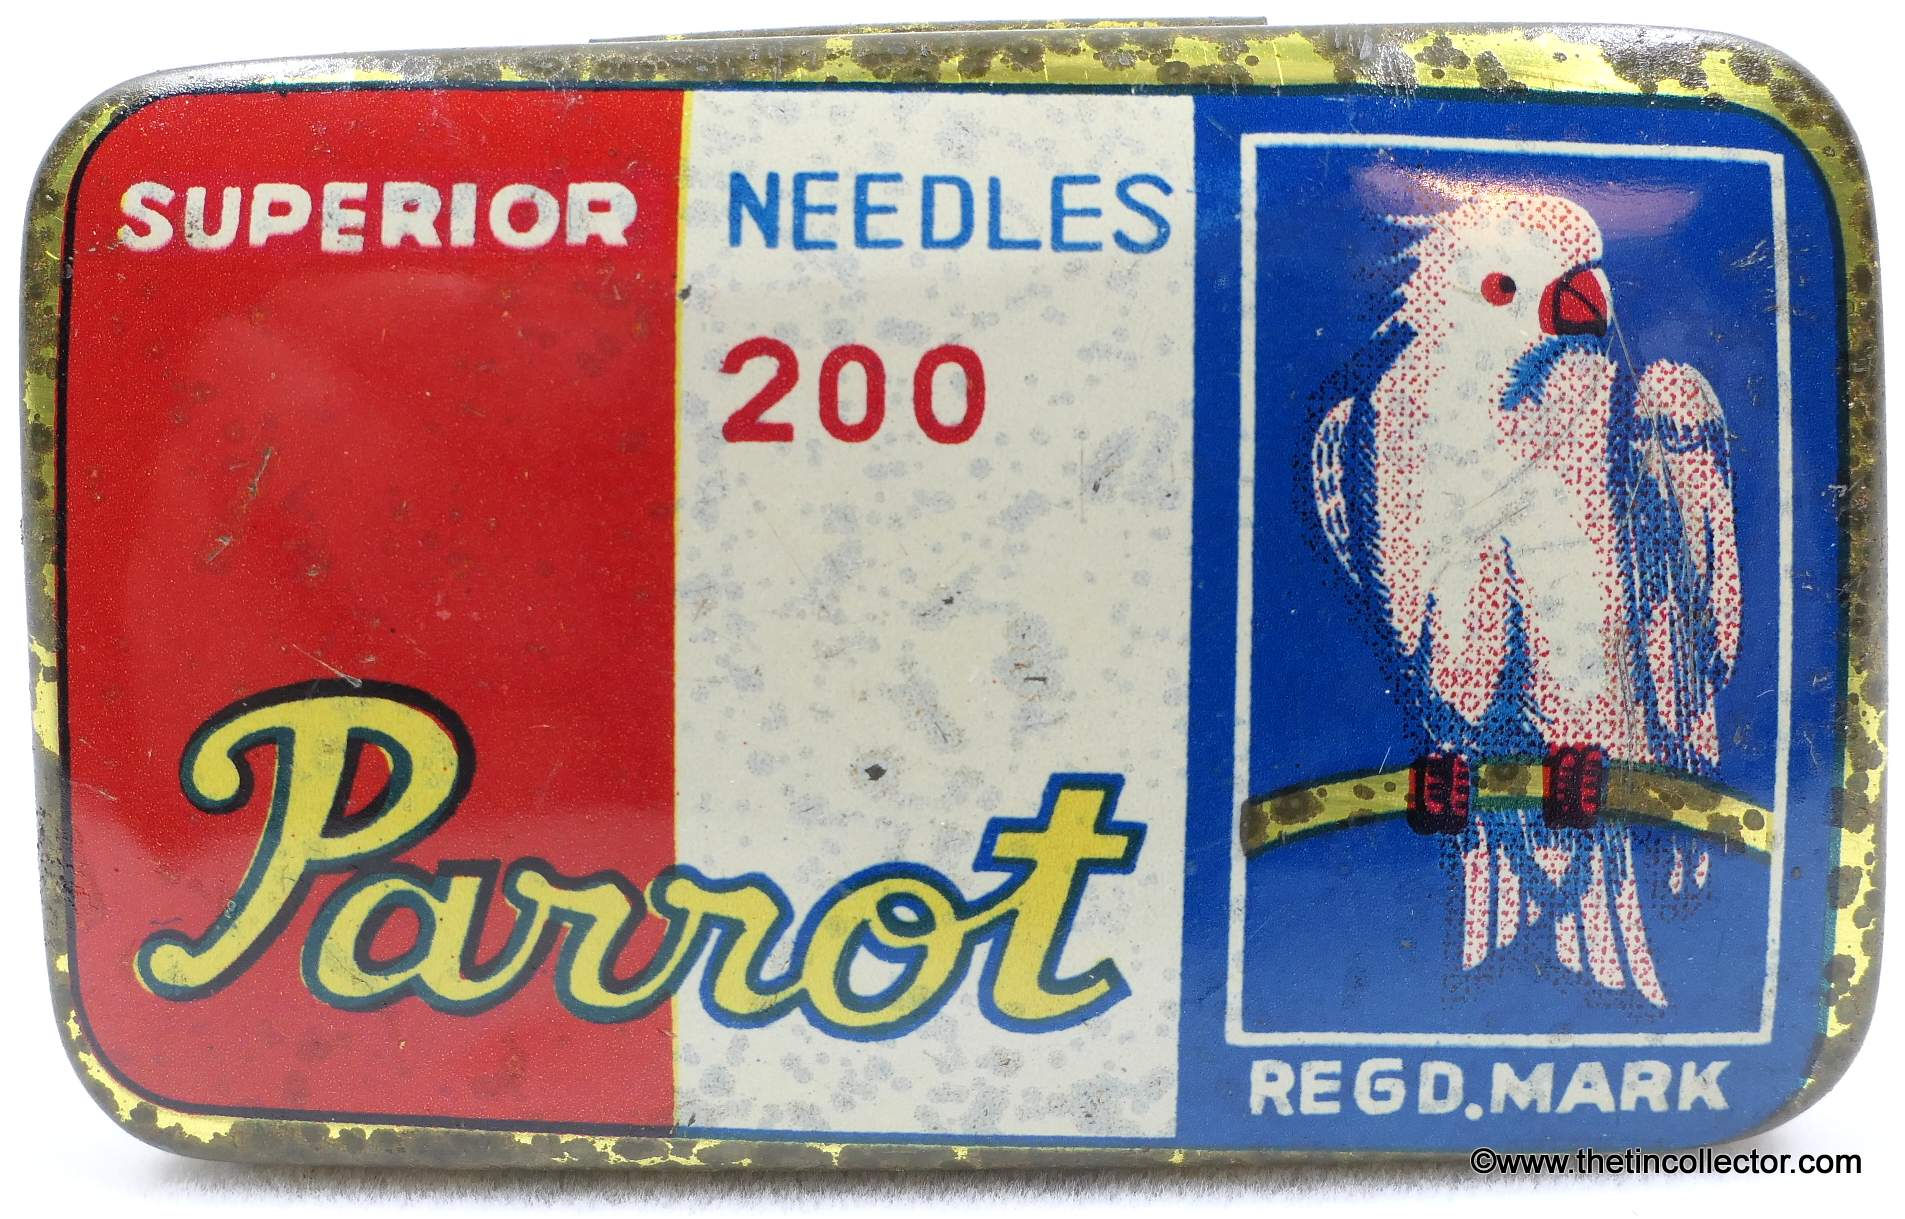 SUPERIOR NEEDLES
200
Parrot
REGD.MARK
©www.thetincollector.com